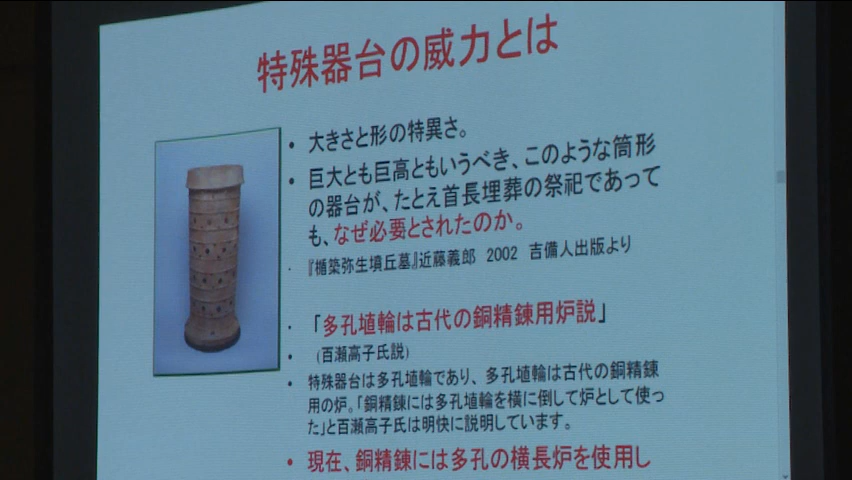 特殊器台の威力とは
• 大きさと形の特異さ。
• 巨大とも巨高ともいうべき、このような筒形
の器台が、たとえ首長埋葬の祭祀であって
も、なぜ必要とされたのか。
• 『楯築弥生墳丘墓』近藤義郎 2002 吉備人出版より
• 「多孔埴輪は古代の銅精錬用炉説」
• (百瀬高子氏説)
• 特殊器台は多孔埴輪であり、多孔埴輪は古代の銅精錬
用の炉。「銅精錬には多孔埴輪を横に倒して炉として使っ
た」と百瀬高子氏は明快に説明しています。
• 現在、銅精錬には多孔の横長炉を使用し